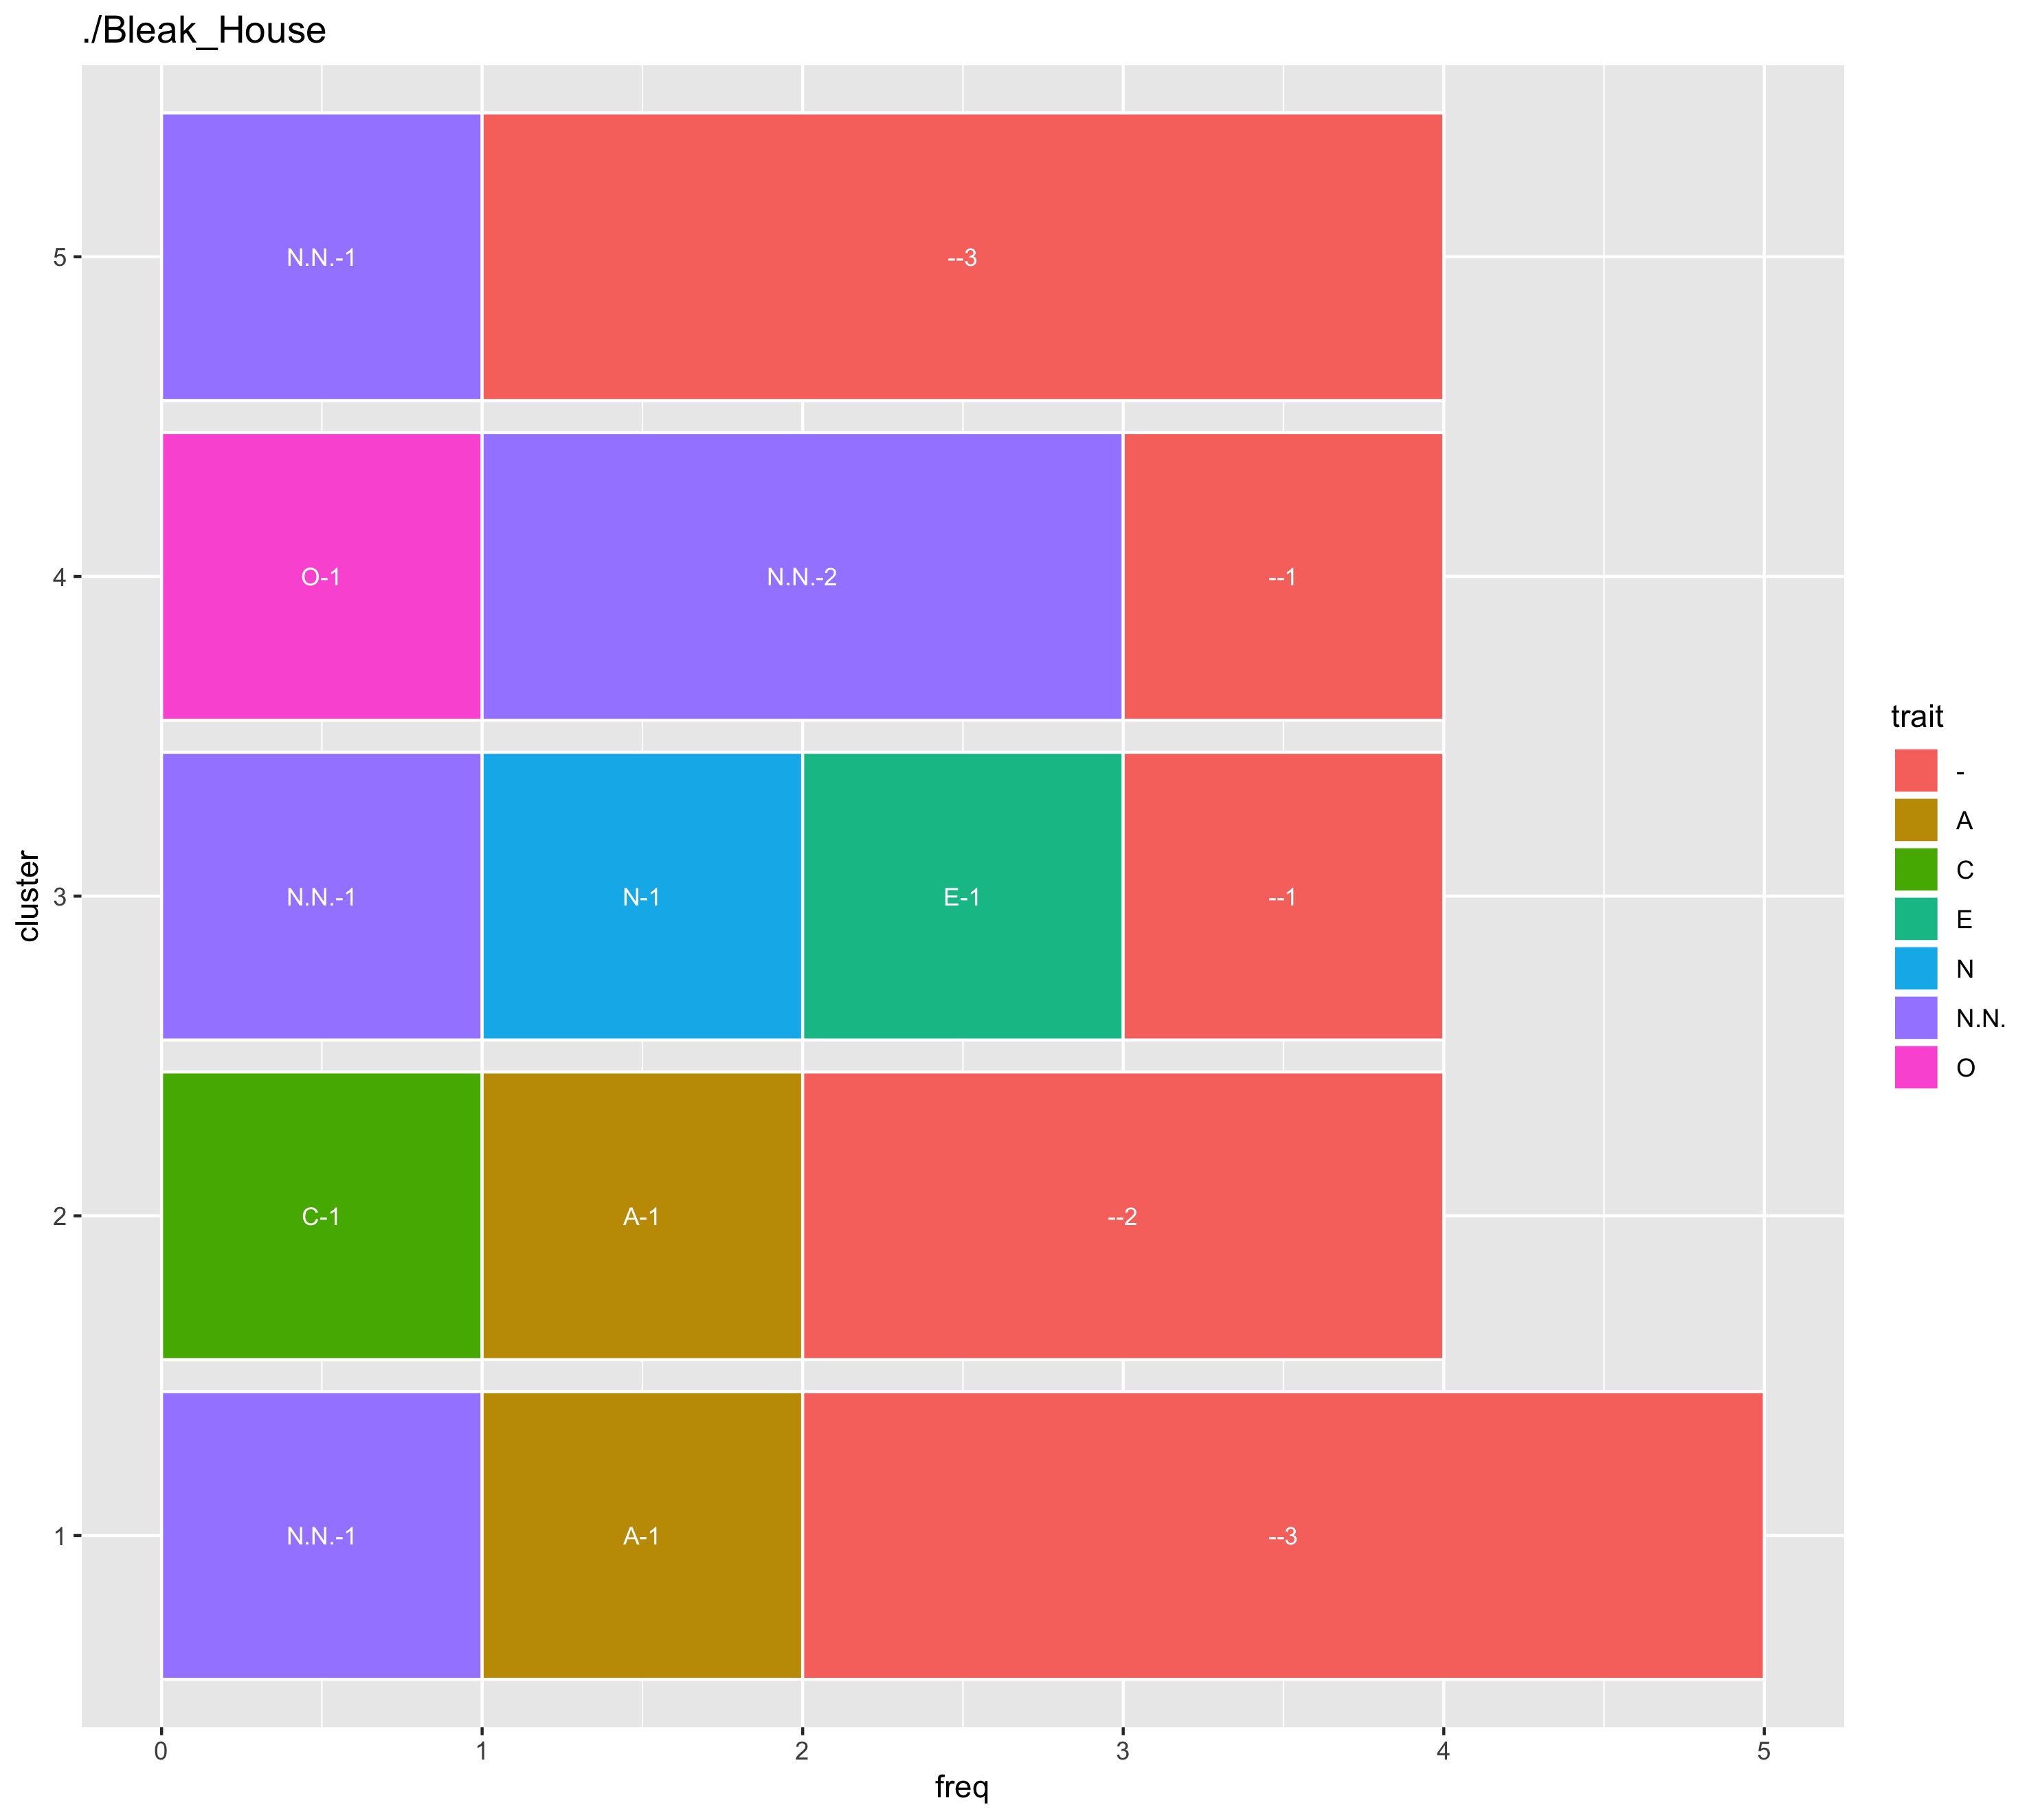 ./Bleak_House
5
N.N.-1 --3
4
O-1 N.N.-2 --1
3
N.N.-1 N-1 E-1 --1
2
C-1 A-1 --2
1
N.N.-1 A-1 --3
0 1 2 3 4 5
freq
cluster
trait
-
A
C
E
N
N.N.
O